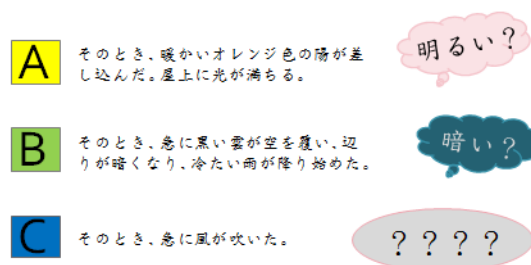 A
そのとき、暖かいオレンジ色の陽が差
し込んだ。屋上に光が満ちる。
明るい？
B
そのとき、急に黒い雲が空を覆い、辺
りが暗くなり、冷たい雨が降り始めた。
暗い？
C
そのとき、急に風が吹いた。
？？？？